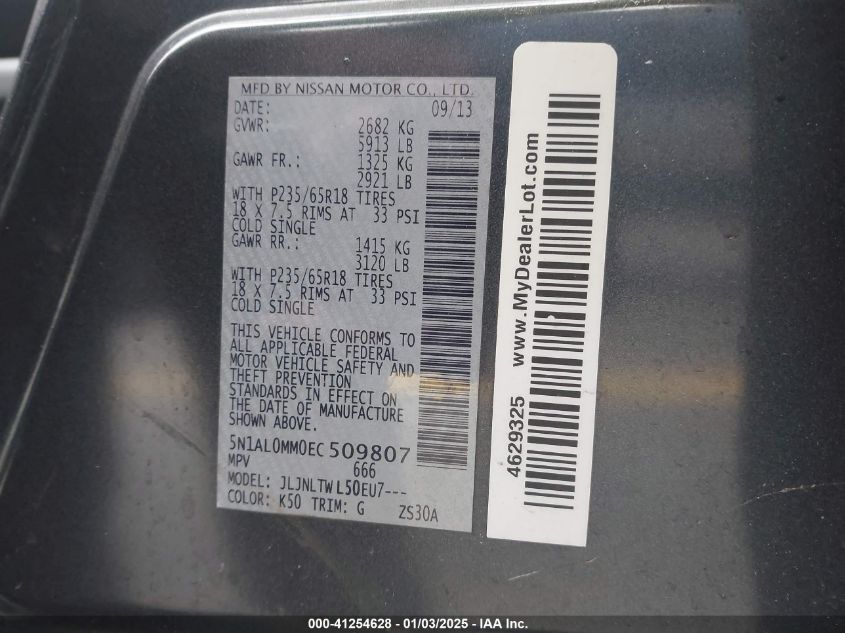 MFD BY NISSAN MOTOR CO., LTD.
DATE: 09/13
GVWR: 2682 KG
5913 LB
GAWR FR.: 1325 KG
2921 LB
WITH P235/65R18 TIRES
18 X 7.5 RIMS AT 33 PSI
COLD SINGLE
GAWR RR.: 1415 KG
3120 LB
WITH P235/65R18 TIRES
18 X 7.5 RIMS AT 33 PSI
COLD SINGLE
THIS VEHICLE CONFORMS TO
ALL APPLICABLE FEDERAL
MOTOR VEHICLE SAFETY AND
THEFT PREVENTION
STANDARDS IN EFFECT ON
THE DATE OF MANUFACTURE
SHOWN ABOVE.
5N1AL0MM0EC 509807
MPV 666
MODEL: JLJNLTW L50EU7---
COLOR: K50 TRIM: G ZS30A
4629325 www.MyDealerLot.com
000-41254628 - 01/03/2025 - IAA Inc.